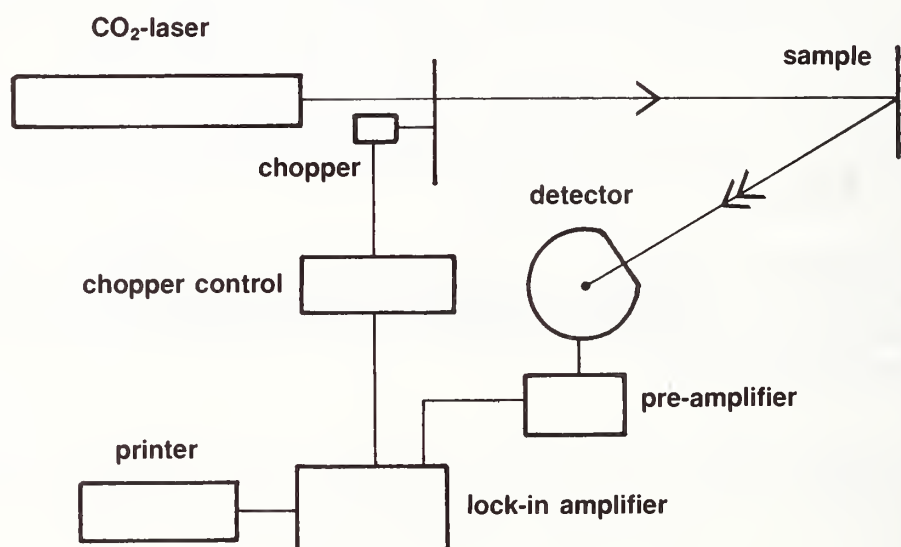 CO₂-laser
sample
chopper
detector
chopper control
pre-amplifier
printer
lock-in amplifier